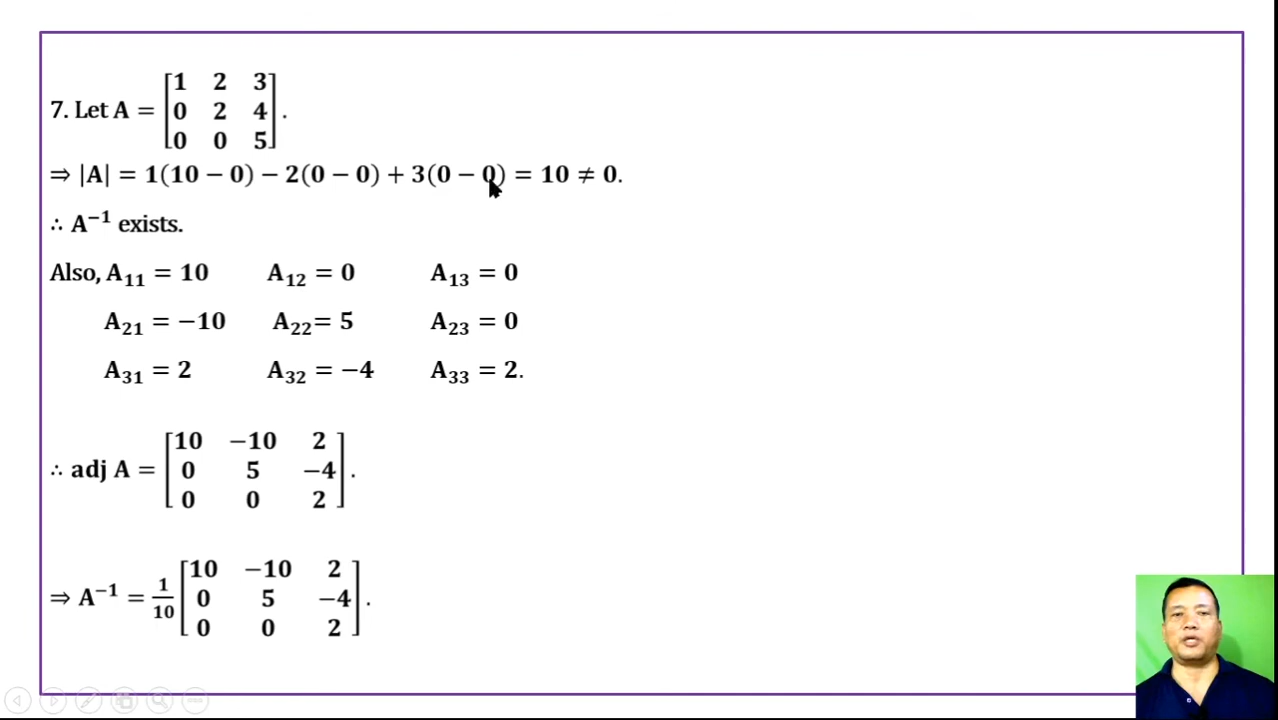 7. Let A = [1 2 3
0 2 4
0 0 5].
⇒ |A| = 1(10 − 0) − 2(0 − 0) + 3(0 − 0) = 10 ≠ 0.
∴ A⁻¹ exists.
Also, A₁₁ = 10 A₁₂ = 0 A₁₃ = 0
A₂₁ = −10 A₂₂= 5 A₂₃ = 0
A₃₁ = 2 A₃₂ = −4 A₃₃ = 2.
∴ adj A = [10 −10 2
0 5 −4
0 0 2].
⇒ A⁻¹ = 1/10 [10 −10 2
0 5 −4
0 0 2].